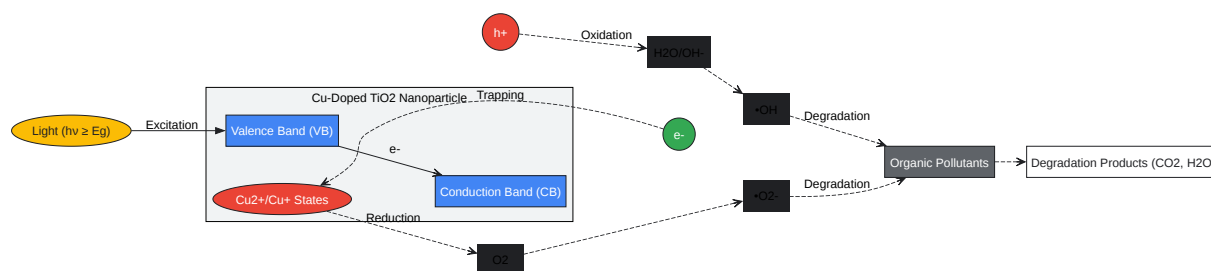 h+
Oxidation
H2O/OH-
Cu-Doped TiO2 Nanoparticle
Trapping
•OH
Light (hν ≥ Eg)
Excitation
Valence Band (VB)
e-
e-
Degradation
Organic Pollutants
Degradation Products (CO2, H2O
Cu2+/Cu+ States
Conduction Band (CB)
Degradation
•O2-
Reduction
O2